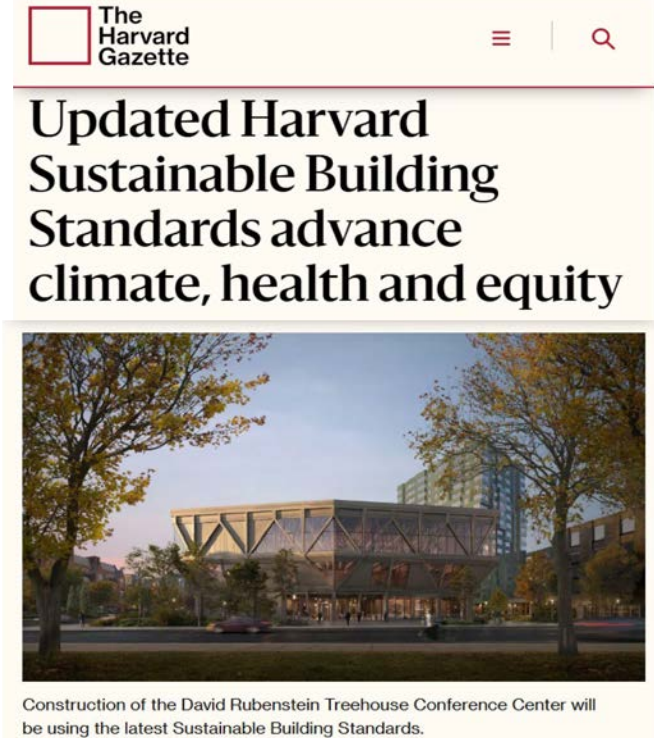 The
Harvard
Gazette
Updated Harvard
Sustainable Building
Standards advance
climate, health and equity
Construction of the David Rubenstein Treehouse Conference Center will
be using the latest Sustainable Building Standards.